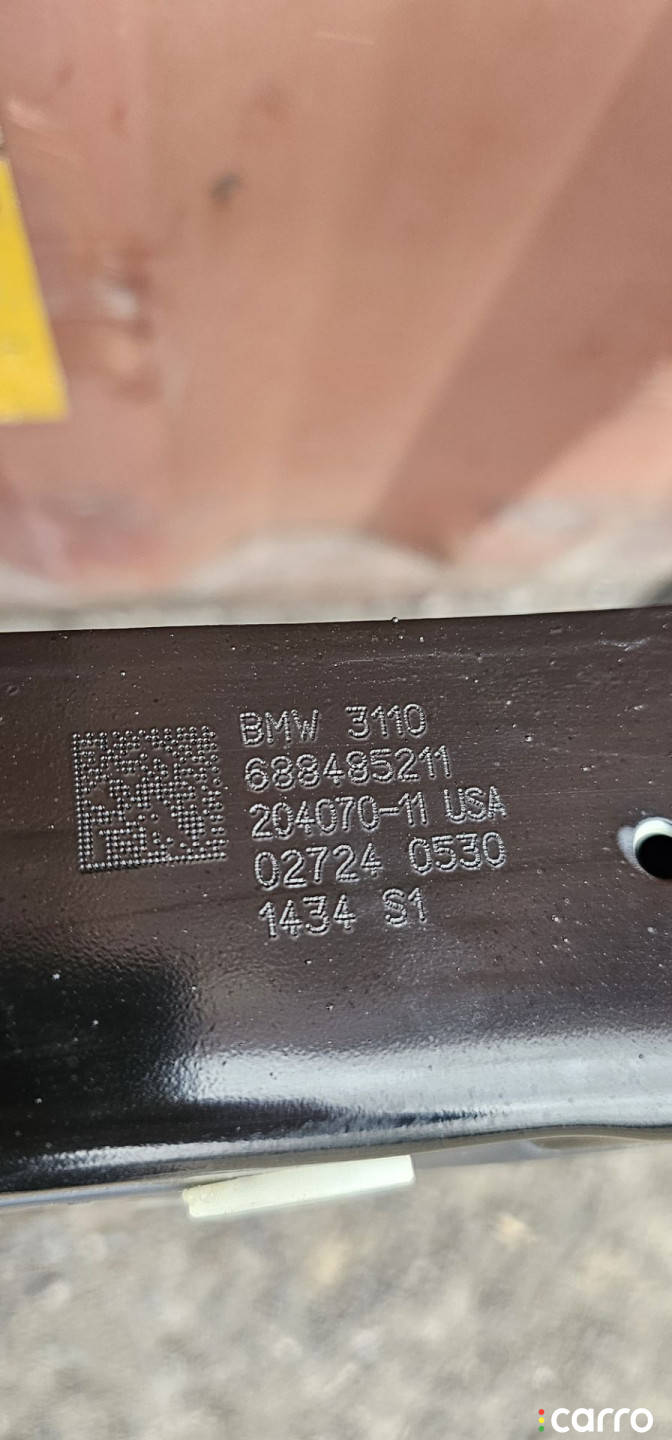 BMW 3110
688485211
204070-11 USA
02724 0530
1434 S1
carro